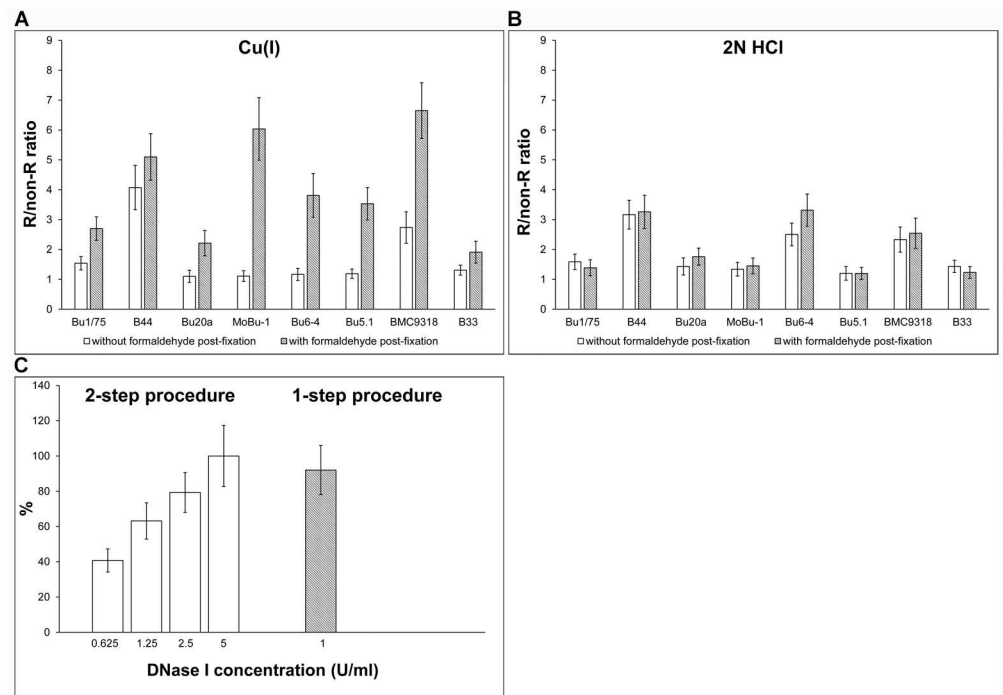 A
Cu(I)
R/non-R ratio
9
8
7
6
5
4
3
2
1
0
Bu1/75 B44 Bu20a MoBu-1 Bu6-4 Bu5.1 BMC9318 B33
without formaldehyde post-fixation with formaldehyde post-fixation
B
2N HCl
R/non-R ratio
9
8
7
6
5
4
3
2
1
0
Bu1/75 B44 Bu20a MoBu-1 Bu6-4 Bu5.1 BMC9318 B33
without formaldehyde post-fixation with formaldehyde post-fixation
C
2-step procedure 1-step procedure
%
140
120
100
80
60
40
20
0
0.625 1.25 2.5 5 1
DNase I concentration (U/ml)